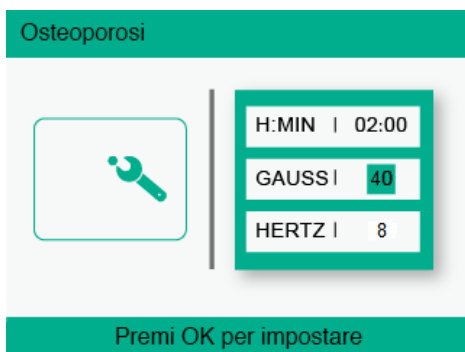 Osteoporosi
H:MIN | 02:00
GAUSS | 40
HERTZ | 8
Premi OK per impostare